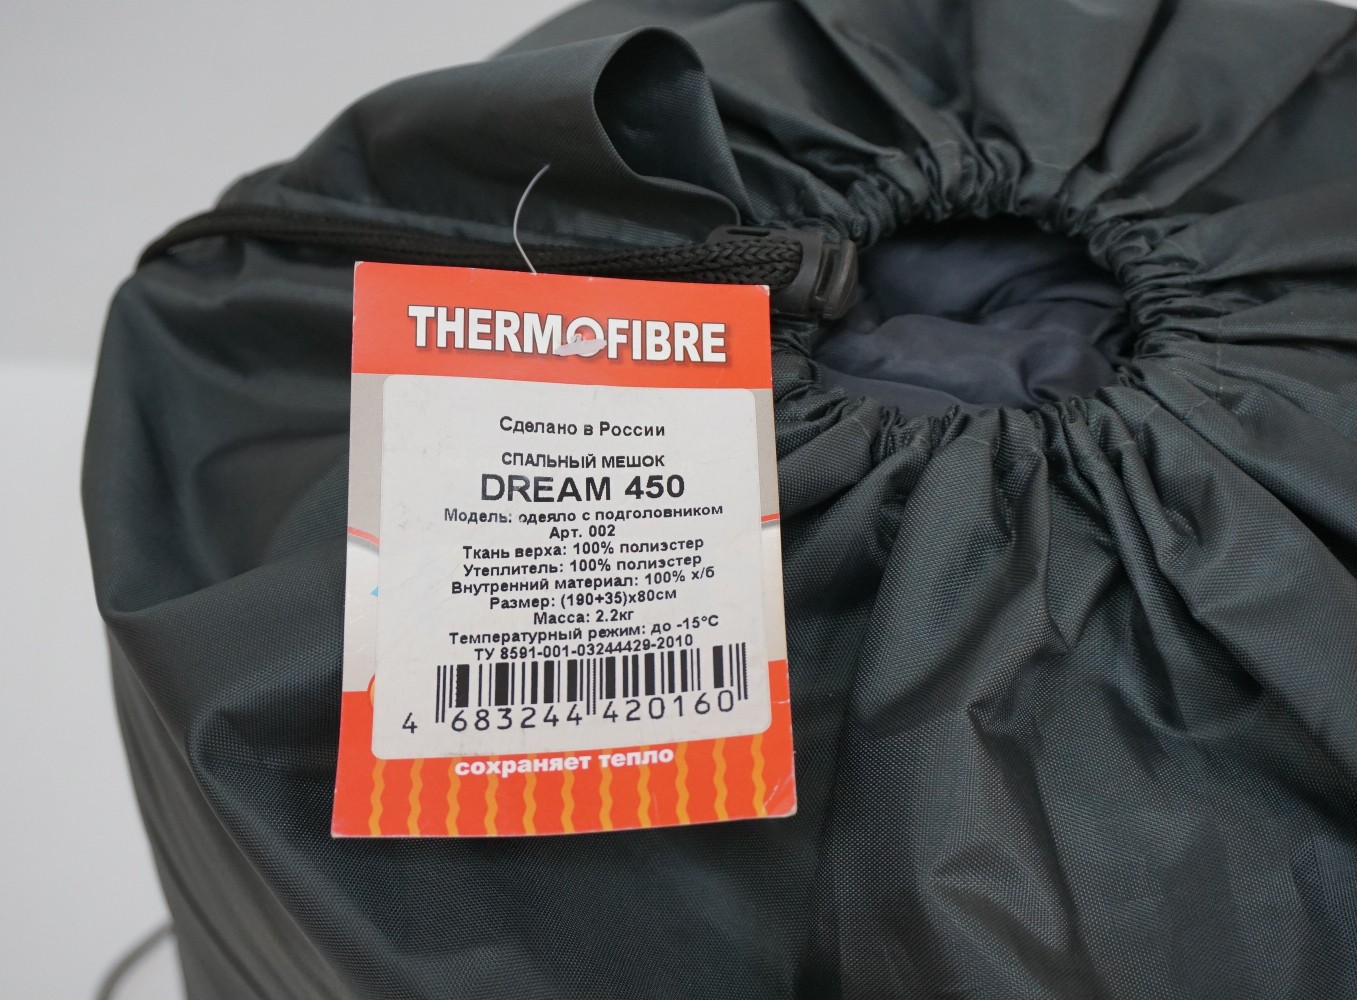 THERMOFIBRE
Сделано в России
СПАЛЬНЫЙ МЕШОК
DREAM 450
Модель: одеяло с подголовником
Арт. 002
Ткань верха: 100% полиэстер
Утеплитель: 100% полиэстер
Внутренний материал: 100% х/б
Размер: (190+35)х80см
Масса: 2.2кг
Температурный режим: до -15°С
ТУ 8591-001-03244429-2010
4 683244 420160
сохраняет тепло